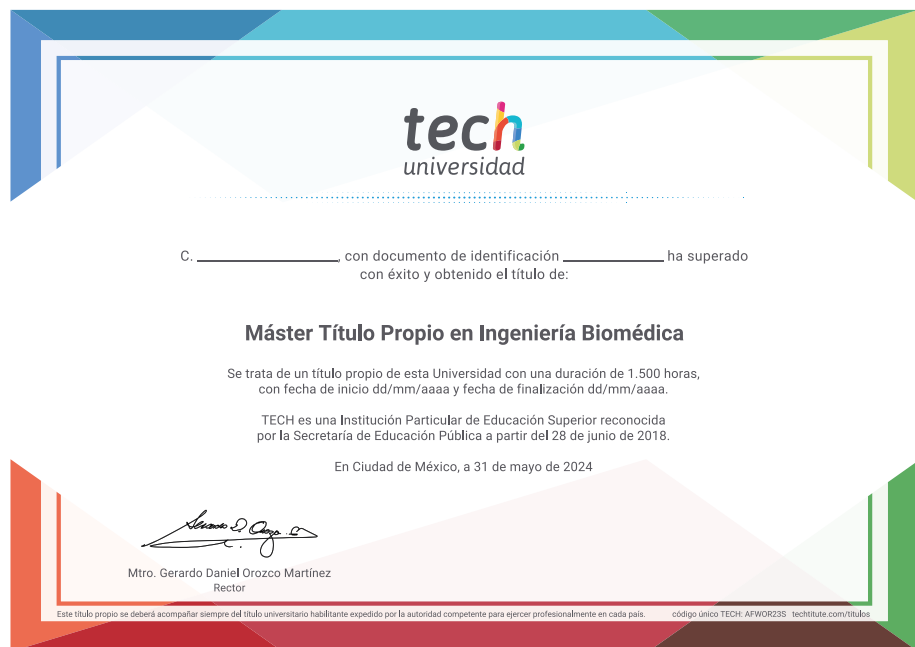 tech
universidad
C. ____________, con documento de identificación ____________ ha superado
con éxito y obtenido el título de:
Máster Título Propio en Ingeniería Biomédica
Se trata de un título propio de esta Universidad con una duración de 1.500 horas,
con fecha de inicio dd/mm/aaaa y fecha de finalización dd/mm/aaaa.
TECH es una Institución Particular de Educación Superior reconocida
por la Secretaría de Educación Pública a partir del 28 de junio de 2018.
En Ciudad de México, a 31 de mayo de 2024
Mtro. Gerardo Daniel Orozco Martínez
Rector
Este título propio se deberá acompañar siempre del título universitario habilitante expedido por la autoridad competente para ejercer profesionalmente en cada país. código único TECH: AFWOR23S techtitute.com/titulos